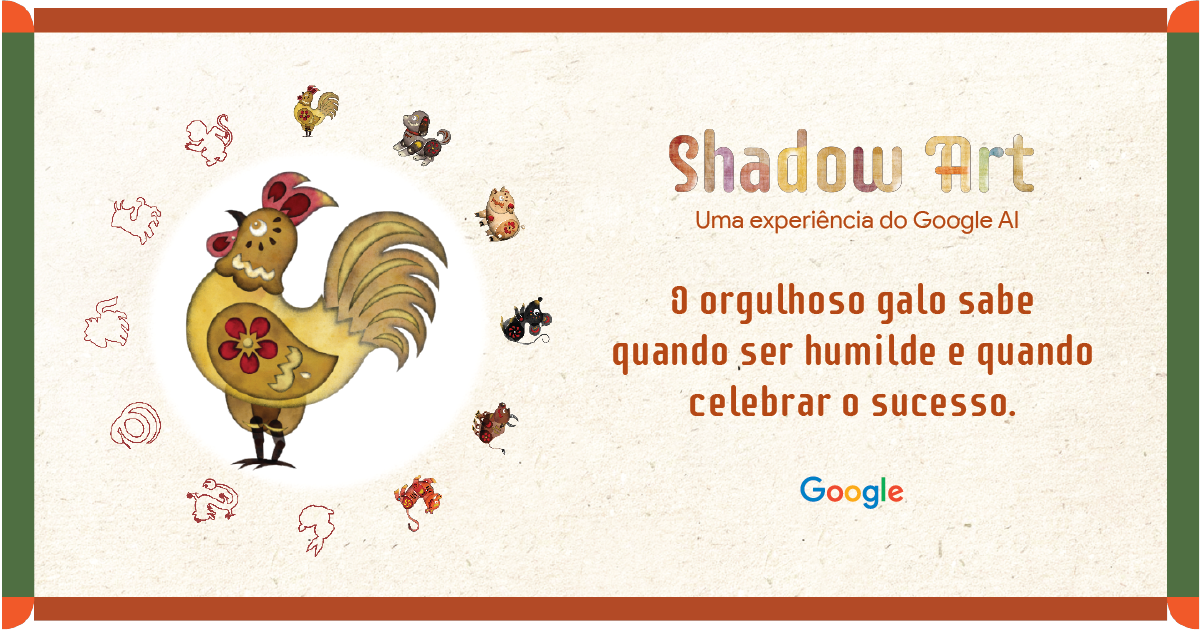 Shadow Art
Uma experiência do Google AI
O orgulhoso galo sabe
quando ser humilde e quando
celebrar o sucesso.
Google